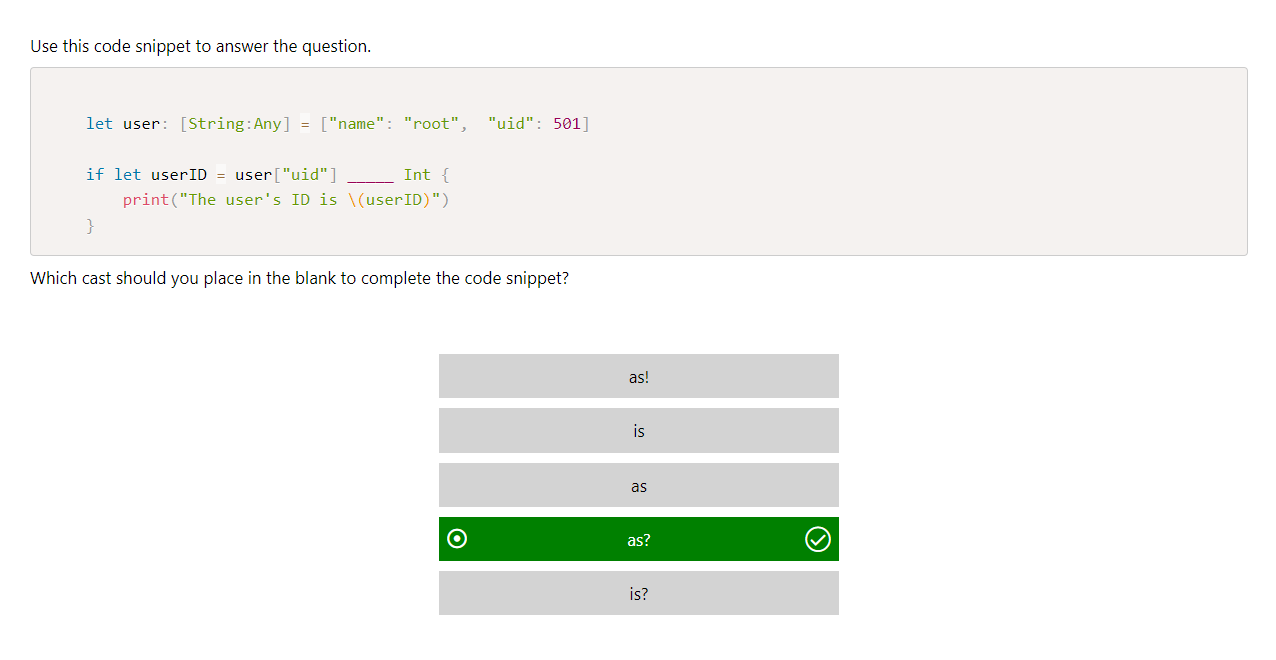 Use this code snippet to answer the question.
let user: [String:Any] = ["name": "root",  "uid": 501]
if let userID = user["uid"] _____ Int {
    print("The user's ID is \(userID)")
}
Which cast should you place in the blank to complete the code snippet?
as!
is
as
as?
is?